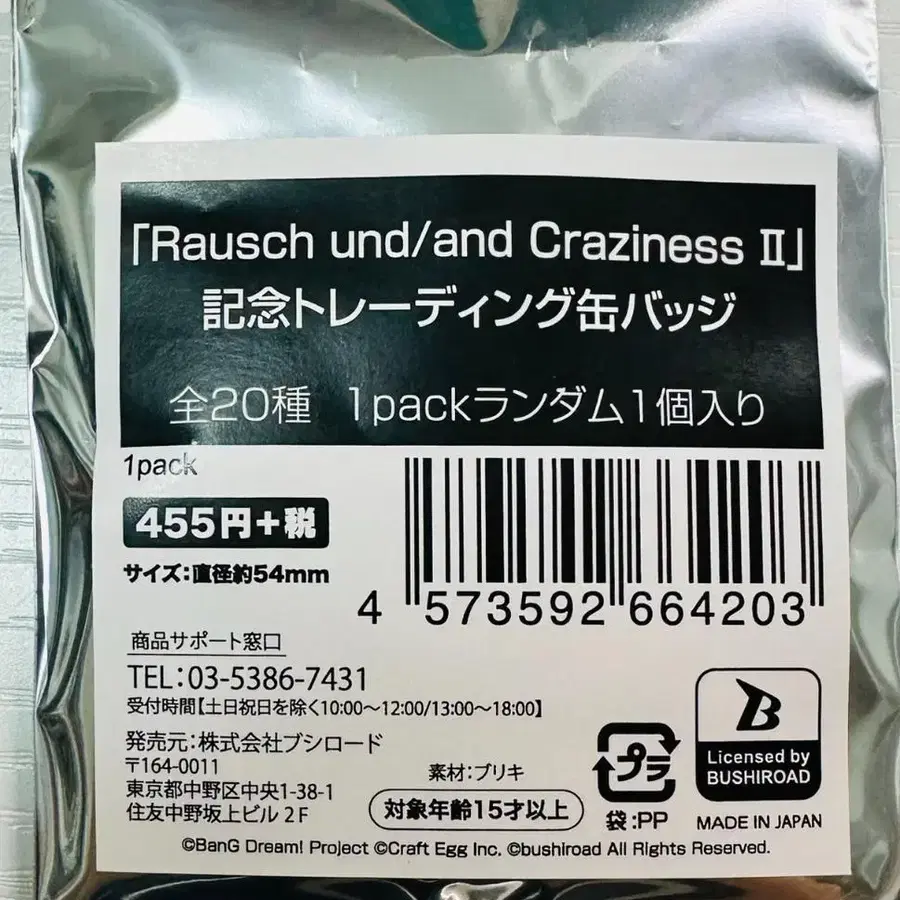 「Rausch und/and Craziness Ⅱ」
記念トレーディング缶バッジ
全20種 1packランダム1個入り
1pack
455円+税
サイズ:直径約54mm
4 573592 664203
商品サポート窓口
TEL:03-5386-7431
受付時間【土日祝日を除く10:00〜12:00/13:00〜18:00】
発売元:株式会社ブシロード
〒164-0011
東京都中野区中央1-38-1
住友中野坂上ビル 2F
素材:ブリキ
対象年齢15才以上
プラ
袋:PP
B
Licensed by
BUSHIROAD
MADE IN JAPAN
©BanG Dream! Project ©Craft Egg Inc. ©bushiroad All Rights Reserved.